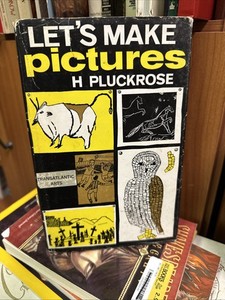 LET'S MAKE
pictures
H PLUCKROSE
TRANSATLANTIC
ARTS